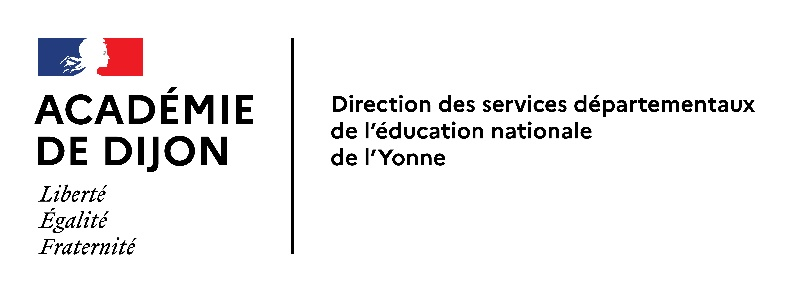 ACADÉMIE
DE DIJON
Liberté
Égalité
Fraternité
Direction des services départementaux
de l'éducation nationale
de l'Yonne